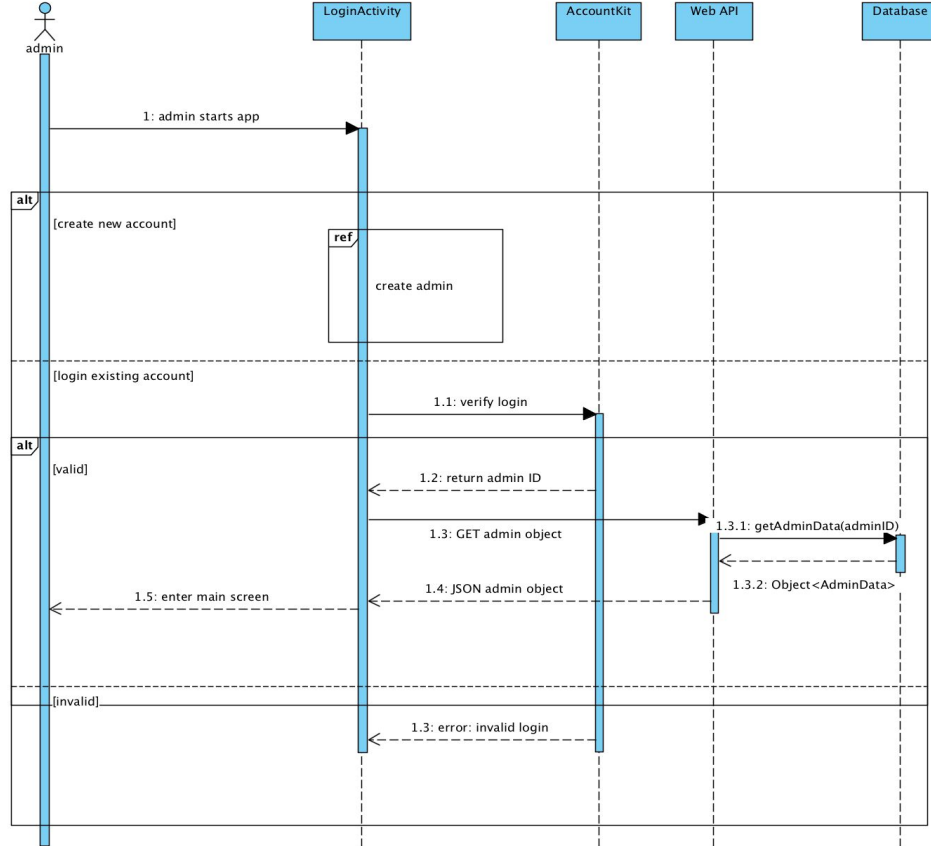 LoginActivity
AccountKit
Web API
Database
admin
1: admin starts app
alt
[create new account]
ref
create admin
[login existing account]
1.1: verify login
alt
[valid]
1.2: return admin ID
1.3: GET admin object
1.3.1: getAdminData(adminID)
1.3.2: Object<AdminData>
1.4: JSON admin object
1.5: enter main screen
[invalid]
1.3: error: invalid login